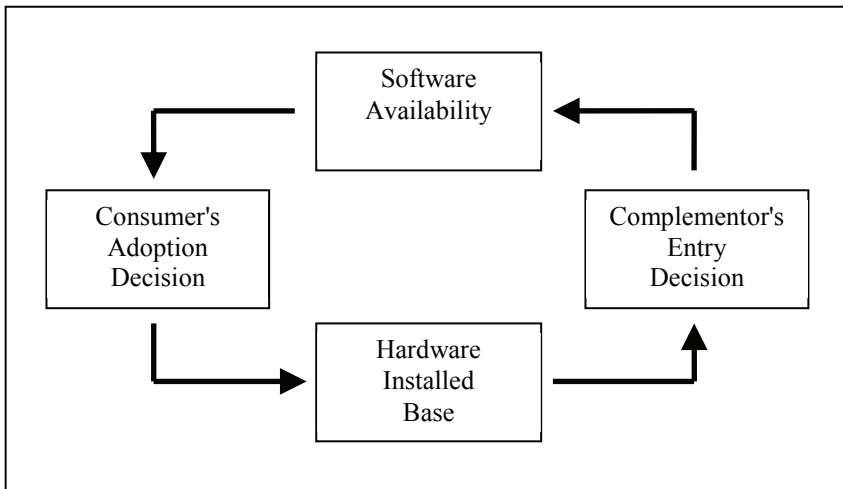 Software
Availability
Consumer's
Adoption
Decision
Complementor's
Entry
Decision
Hardware
Installed
Base